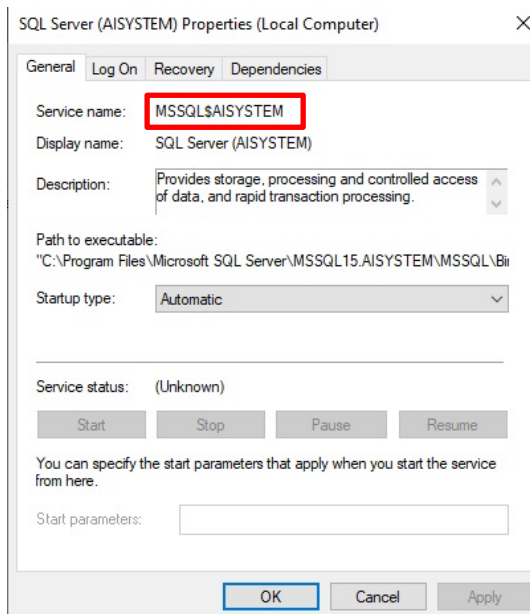 SQL Server (AISYSTEM) Properties (Local Computer)
General Log On Recovery Dependencies
Service name: MSSQL$AISYSTEM
Display name: SQL Server (AISYSTEM)
Description: Provides storage, processing and controlled access
of data, and rapid transaction processing.
Path to executable:
"C:\Program Files\Microsoft SQL Server\MSSQL15.AISYSTEM\MSSQL\Bin
Startup type: Automatic
Service status: (Unknown)
Start Stop Pause Resume
You can specify the start parameters that apply when you start the service
from here.
Start parameters:
OK Cancel Apply